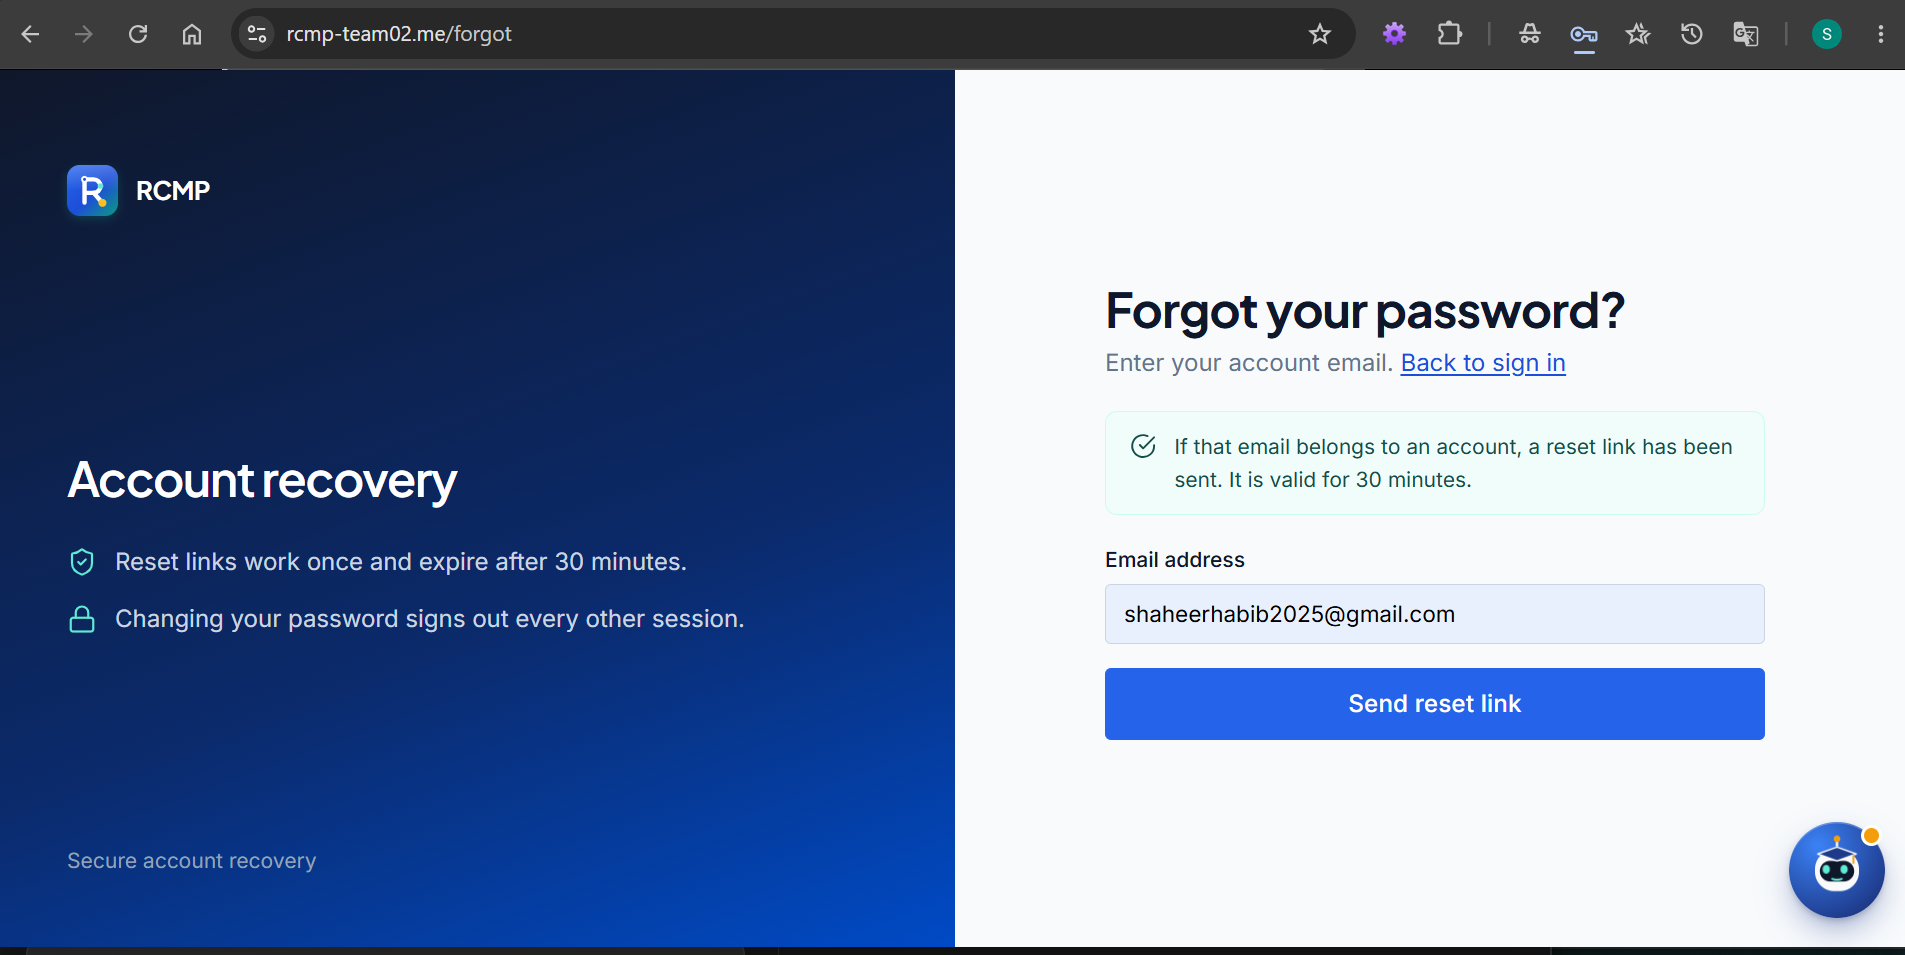 rcmp-team02.me/forgot
S
RCMP
Account recovery
Reset links work once and expire after 30 minutes.
Changing your password signs out every other session.
Secure account recovery
Forgot your password?
Enter your account email. Back to sign in
If that email belongs to an account, a reset link has been
sent. It is valid for 30 minutes.
Email address
shaheerhabib2025@gmail.com
Send reset link